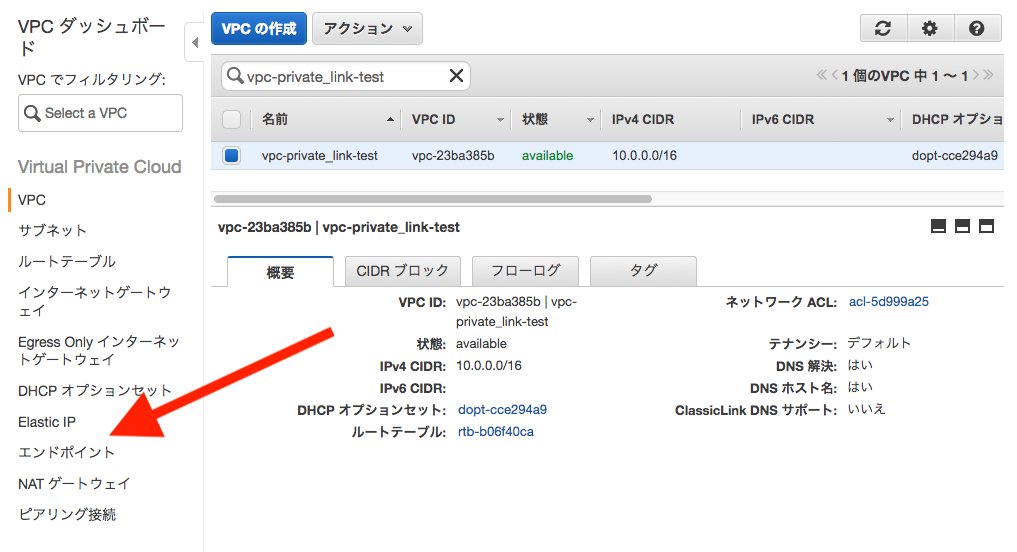 VPC ダッシュボー
ド
VPC でフィルタリング:
Select a VPC
Virtual Private Cloud
VPC
サブネット
ルートテーブル
インターネットゲートウ
ェイ
Egress Only インターネッ
トゲートウェイ
DHCP オプションセット
Elastic IP
エンドポイント
NAT ゲートウェイ
ピアリング接続
VPC の作成 アクション
vpc-private_link-test
1 個のVPC 中 1 ～ 1
名前 VPC ID 状態 IPv4 CIDR IPv6 CIDR DHCP オプショ
vpc-private_link-test vpc-23ba385b available 10.0.0.0/16 dopt-cce294a9
vpc-23ba385b | vpc-private_link-test
概要 CIDR ブロック フローログ タグ
VPC ID: vpc-23ba385b | vpc-
private_link-test
状態: available
IPv4 CIDR: 10.0.0.0/16
IPv6 CIDR:
DHCP オプションセット: dopt-cce294a9
ルートテーブル: rtb-b06f40ca
ネットワーク ACL: acl-5d999a25
テナンシー: デフォルト
DNS 解決: はい
DNS ホスト名: はい
ClassicLink DNS サポート: いいえ